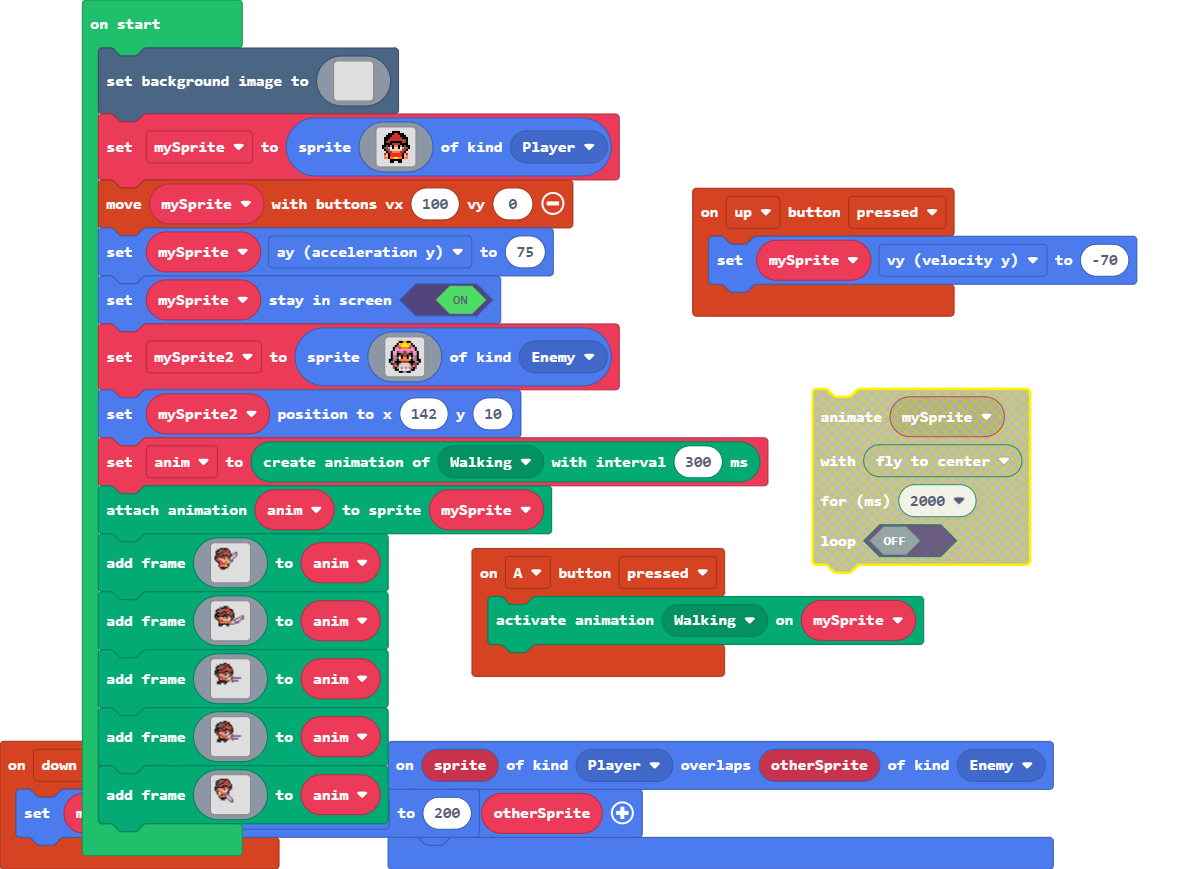 on start
set background image to
set mySprite to sprite of kind Player
move mySprite with buttons vx 100 vy 0
set mySprite ay (acceleration y) to 75
set mySprite stay in screen ON
set mySprite2 to sprite of kind Enemy
set mySprite2 position to x 142 y 10
set anim to create animation of Walking with interval 300 ms
attach animation anim to sprite mySprite
add frame to anim
add frame to anim
add frame to anim
add frame to anim
add frame to anim
on up button pressed
set mySprite vy (velocity y) to -70
animate mySprite
with fly to center
for (ms) 2000
loop OFF
on A button pressed
activate animation Walking on mySprite
on down
set
to 200
on sprite of kind Player overlaps otherSprite of kind Enemy
otherSprite